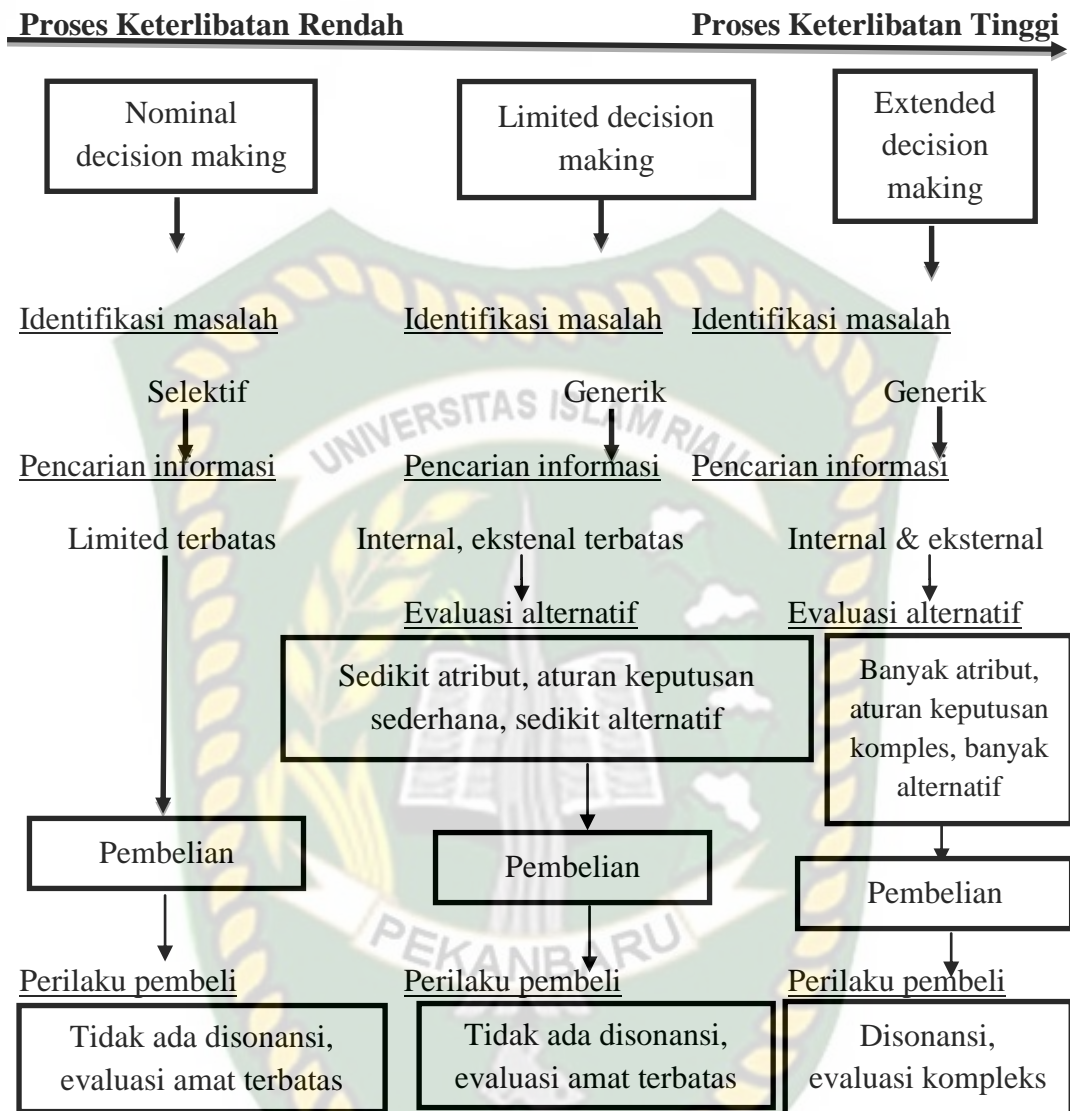 Proses Keterlibatan Rendah
Proses Keterlibatan Tinggi
Nominal
decision making
Limited decision
making
Extended
decision
making
Identifikasi masalah
Identifikasi masalah
Identifikasi masalah
Selektif
Generik
Generik
UNIVERSITAS ISLAM RIAU
Pencarian informasi
Pencarian informasi
Pencarian informasi
Limited terbatas
Internal, ekstenal terbatas
Internal & eksternal
Evaluasi alternatif
Evaluasi alternatif
Sedikit atribut, aturan keputusan
sederhana, sedikit alternatif
Banyak atribut,
aturan keputusan
komples, banyak
alternatif
Pembelian
Pembelian
Pembelian
PEKANBARU
Perilaku pembeli
Perilaku pembeli
Perilaku pembeli
Tidak ada disonansi,
evaluasi amat terbatas
Tidak ada disonansi,
evaluasi amat terbatas
Disonansi,
evaluasi kompleks